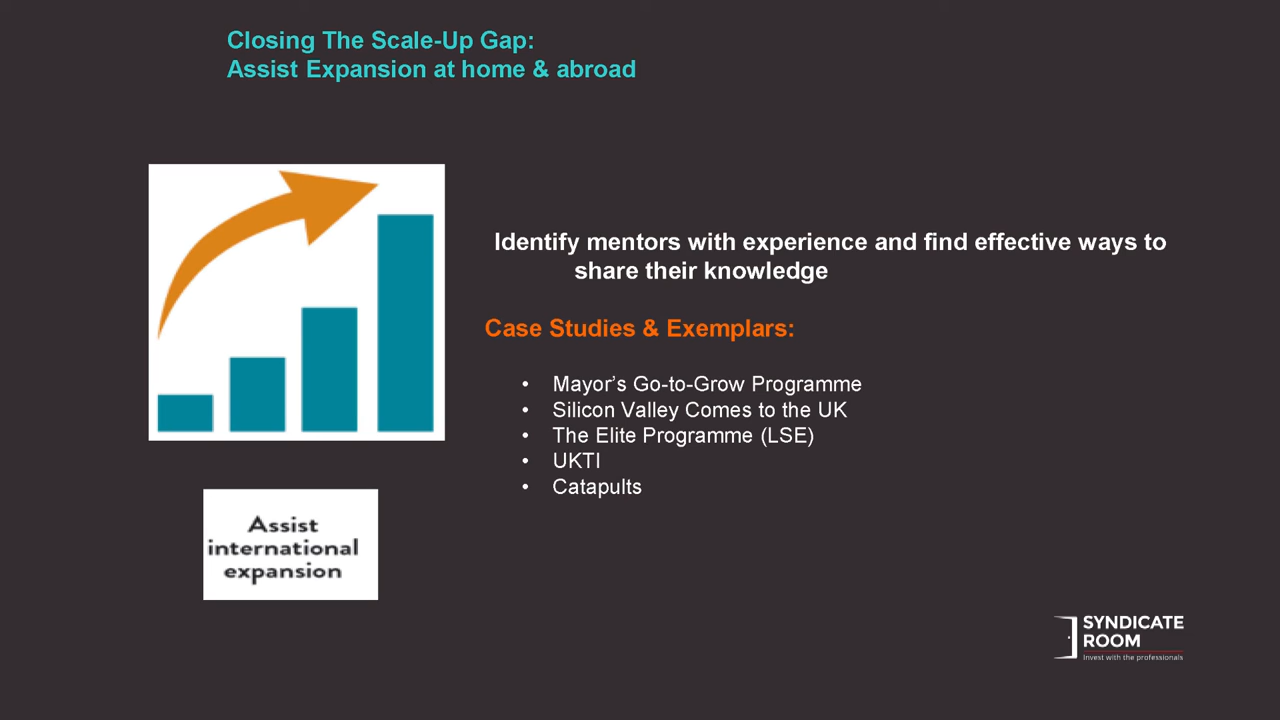 Closing The Scale-Up Gap:
Assist Expansion at home & abroad
Identify mentors with experience and find effective ways to
share their knowledge
Case Studies & Exemplars:
• Mayor’s Go-to-Grow Programme
• Silicon Valley Comes to the UK
• The Elite Programme (LSE)
• UKTI
• Catapults
Assist
international
expansion
SYNDICATE
ROOM
Invest with the professionals